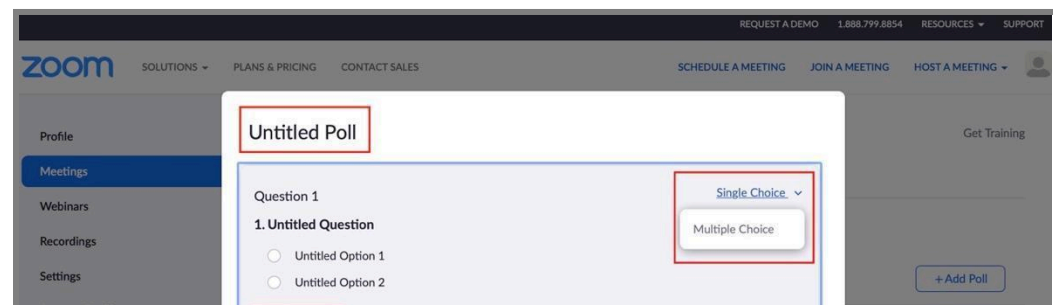 REQUEST A DEMO 1.888.799.8854 RESOURCES SUPPORT
zoom SOLUTIONS PLANS & PRICING CONTACT SALES SCHEDULE A MEETING JOIN A MEETING HOST A MEETING
Untitled Poll
Profile
Get Training
Meetings
Question 1
Single Choice
Webinars
1. Untitled Question
Multiple Choice
Recordings
Untitled Option 1
Settings
Untitled Option 2
+ Add Poll